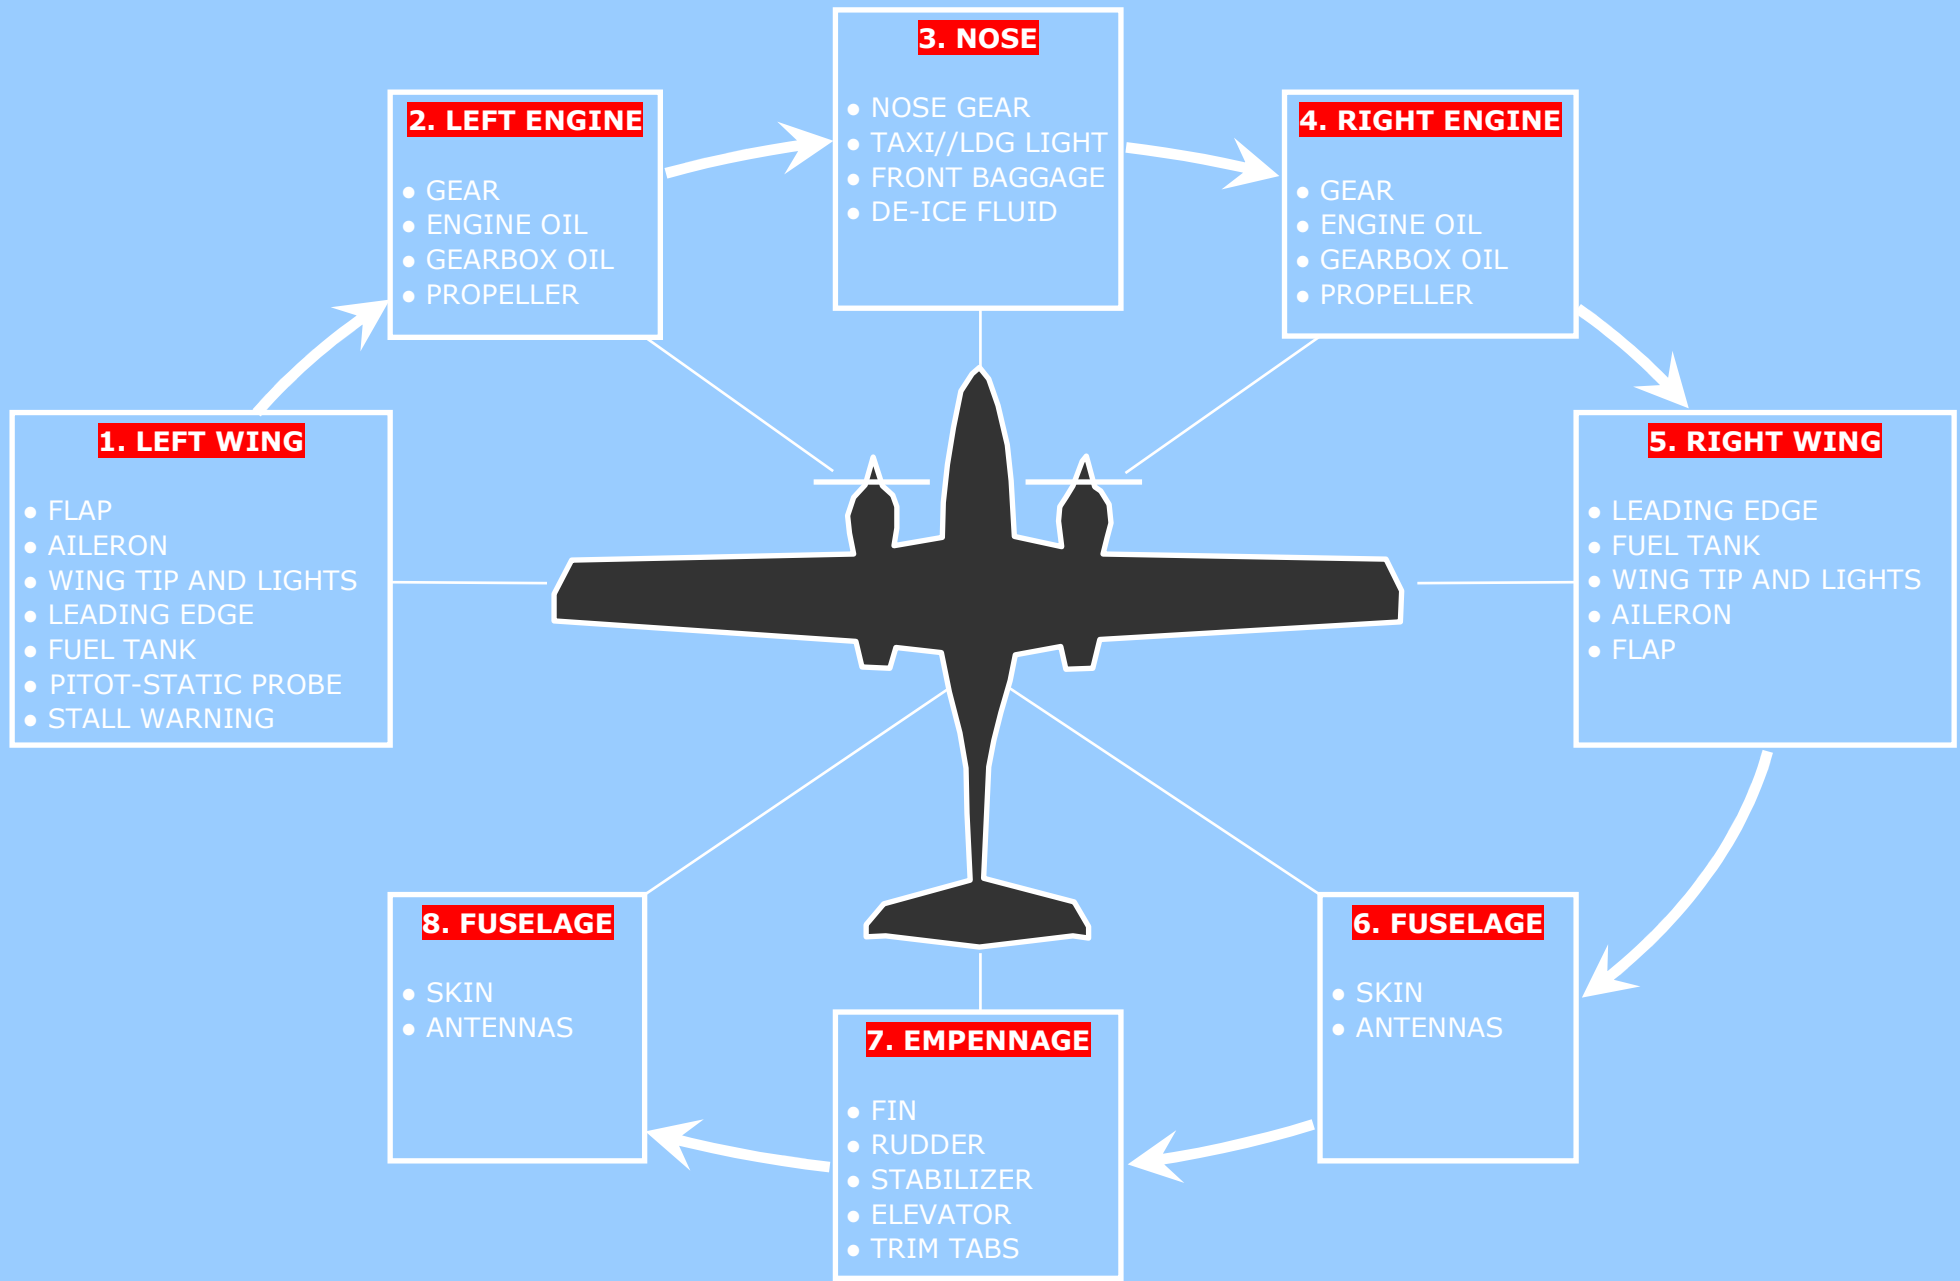 3. NOSE
● NOSE GEAR
● TAXI//LDG LIGHT
● FRONT BAGGAGE
● DE-ICE FLUID
2. LEFT ENGINE
● GEAR
● ENGINE OIL
● GEARBOX OIL
● PROPELLER
4. RIGHT ENGINE
● GEAR
● ENGINE OIL
● GEARBOX OIL
● PROPELLER
1. LEFT WING
● FLAP
● AILERON
● WING TIP AND LIGHTS
● LEADING EDGE
● FUEL TANK
● PITOT-STATIC PROBE
● STALL WARNING
5. RIGHT WING
● LEADING EDGE
● FUEL TANK
● WING TIP AND LIGHTS
● AILERON
● FLAP
8. FUSELAGE
● SKIN
● ANTENNAS
6. FUSELAGE
● SKIN
● ANTENNAS
7. EMPENNAGE
● FIN
● RUDDER
● STABILIZER
● ELEVATOR
● TRIM TABS